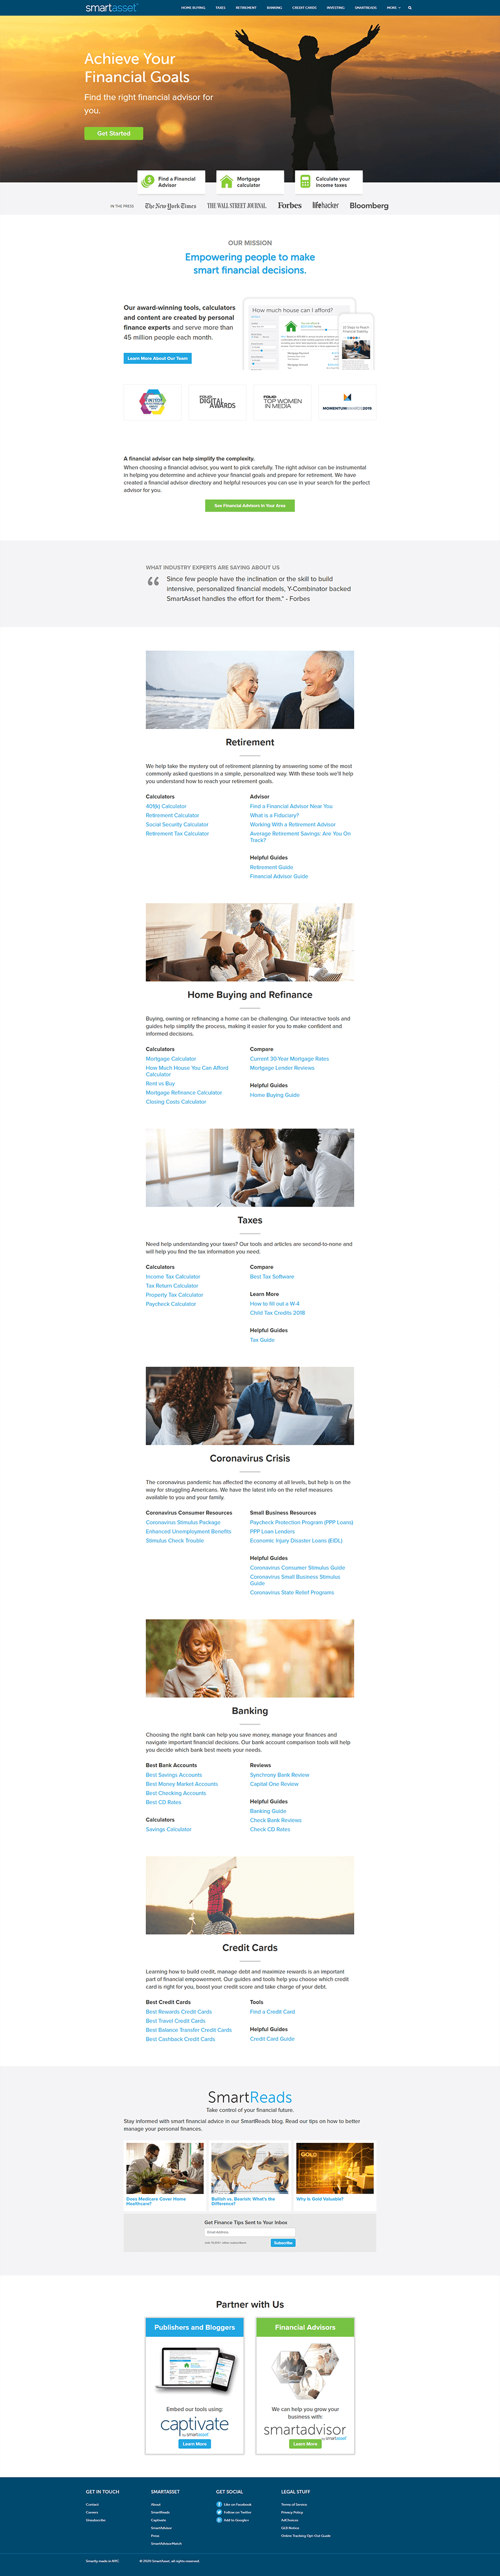 smartasset
HOME BUYING TAXES RETIREMENT BANKING CREDIT CARDS INVESTING SMARTREADS MORE
Achieve Your
Financial Goals
Find the right financial advisor for
you.
Get Started
Find a Financial
Advisor
Mortgage
calculator
Calculate your
income taxes
IN THE PRESS
The New York Times
THE WALL STREET JOURNAL
Forbes
lifehacker
Bloomberg
OUR MISSION
Empowering people to make
smart financial decisions.
Our award-winning tools, calculators
and content are created by personal
finance experts and serve more than
45 million people each month.
Learn More About Our Team
How much house can I afford?
10 Steps to Reach
Financial Stability
FINTECH
FOLIO:
DIGITAL
AWARDS
FOLIO:
TOP WOMEN
IN MEDIA
MOMENTUMAWARDS2019
A financial advisor can help simplify the complexity.
When choosing a financial advisor, you want to pick carefully. The right advisor can be instrumental
in helping you determine and achieve your financial goals and prepare for retirement. We have
created a financial advisor directory and helpful resources you can use in your search for the perfect
advisor for you.
See Financial Advisors In Your Area
WHAT INDUSTRY EXPERTS ARE SAYING ABOUT US
“ Since few people have the inclination or the skill to build
intensive, personalized financial models, Y-Combinator backed
SmartAsset handles the effort for them." - Forbes
Retirement
We help take the mystery out of retirement planning by answering some of the most
commonly asked questions in a simple, personalized way. With these tools we'll help
you understand how to reach your retirement goals.
Calculators
401(k) Calculator
Retirement Calculator
Social Security Calculator
Retirement Tax Calculator
Advisor
Find a Financial Advisor Near You
What is a Fiduciary?
Working With a Retirement Advisor
Average Retirement Savings: Are You On
Track?
Helpful Guides
Retirement Guide
Financial Advisor Guide
Home Buying and Refinance
Buying, owning or refinancing a home can be challenging. Our interactive tools and
guides help simplify the process, making it easier for you to make confident and
informed decisions.
Calculators
Mortgage Calculator
How Much House You Can Afford
Calculator
Rent vs Buy
Mortgage Refinance Calculator
Closing Costs Calculator
Compare
Current 30-Year Mortgage Rates
Mortgage Lender Reviews
Helpful Guides
Home Buying Guide
Taxes
Need help understanding your taxes? Our tools and articles are second-to-none and
will help you find the tax information you need.
Calculators
Income Tax Calculator
Tax Return Calculator
Property Tax Calculator
Paycheck Calculator
Compare
Best Tax Software
Learn More
How to fill out a W-4
Child Tax Credits 2018
Helpful Guides
Tax Guide
Coronavirus Crisis
The coronavirus pandemic has affected the economy at all levels, but help is on the
way for struggling Americans. We have the latest info on the relief measures
available to you and your family.
Coronavirus Consumer Resources
Coronavirus Stimulus Package
Enhanced Unemployment Benefits
Stimulus Check Trouble
Small Business Resources
Paycheck Protection Program (PPP Loans)
PPP Loan Lenders
Economic Injury Disaster Loans (EIDL)
Helpful Guides
Coronavirus Consumer Stimulus Guide
Coronavirus Small Business Stimulus
Guide
Coronavirus State Relief Programs
Banking
Choosing the right bank can help you save money, manage your finances and
navigate important financial decisions. Our bank account comparison tools will help
you decide which bank best meets your needs.
Best Bank Accounts
Best Savings Accounts
Best Money Market Accounts
Best Checking Accounts
Best CD Rates
Calculators
Savings Calculator
Reviews
Synchrony Bank Review
Capital One Review
Helpful Guides
Banking Guide
Check Bank Reviews
Check CD Rates
Credit Cards
Learning how to build credit, manage debt and maximize rewards is an important
part of financial empowerment. Our guides and tools help you choose which credit
card is right for you, boost your credit score and take charge of your debt.
Best Credit Cards
Best Rewards Credit Cards
Best Travel Credit Cards
Best Balance Transfer Credit Cards
Best Cashback Credit Cards
Tools
Find a Credit Card
Helpful Guides
Credit Card Guide
SmartReads
Take control of your financial future.
Stay informed with smart financial advice in our SmartReads blog. Read our tips on how to better
manage your personal finances.
GOLD
Does Medicare Cover Home
Healthcare?
Bullish vs. Bearish: What's the
Difference?
Why Is Gold Valuable?
Get Finance Tips Sent to Your Inbox
Email Address
Subscribe
Partner with Us
Publishers and Bloggers
Embed our tools using:
captivate
by smartasset
Learn More
Financial Advisors
We can help you grow your
business with:
smartadvisor
by smartasset
Learn More
GET IN TOUCH
Contact
Careers
Unsubscribe
SMARTASSET
About
SmartReads
Captivate
SmartAdvisor
Press
SmartAdvisorMatch
GET SOCIAL
Like on Facebook
Follow on Twitter
Add to Google+
LEGAL STUFF
Terms of Service
Privacy Policy
AdChoices
GLB Notice
Online Tracking Opt-Out Guide
Smartly made in NYC
© 2020 SmartAsset, all rights reserved.